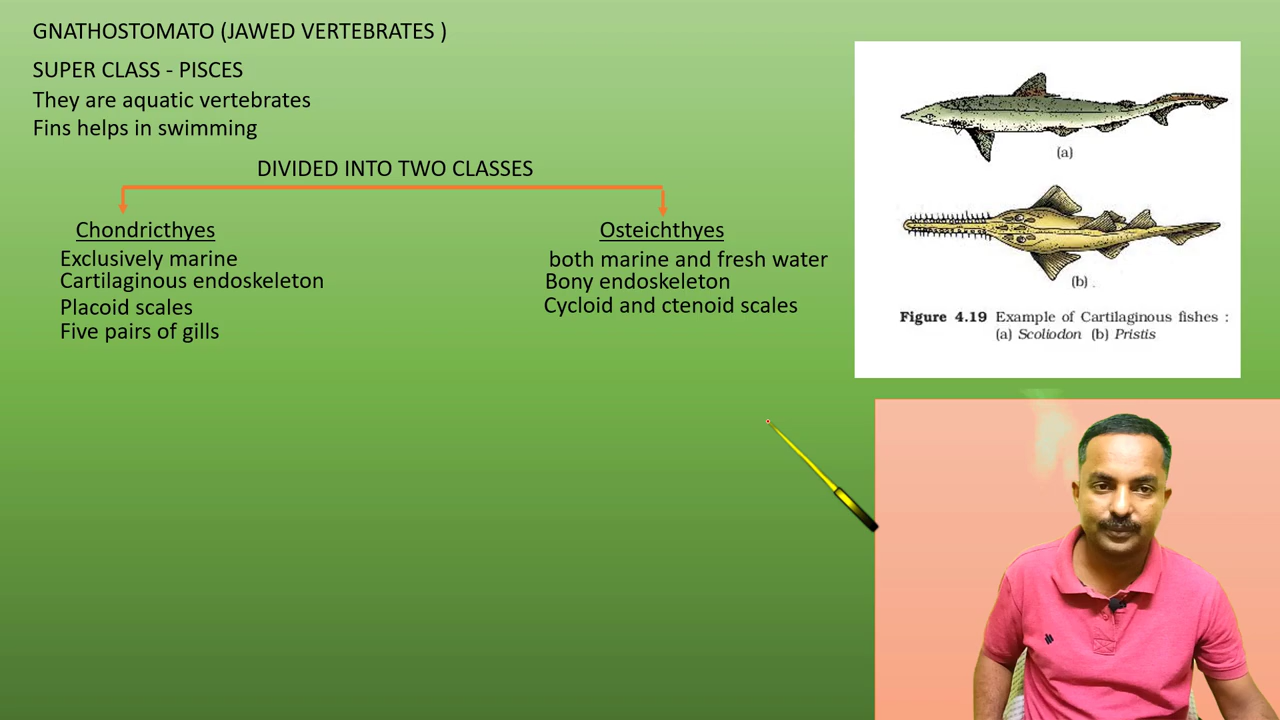 GNATHOSTOMATO (JAWED VERTEBRATES )
SUPER CLASS - PISCES
They are aquatic vertebrates
Fins helps in swimming
DIVIDED INTO TWO CLASSES
Chondricthyes
Exclusively marine
Cartilaginous endoskeleton
Placoid scales
Five pairs of gills
Osteichthyes
both marine and fresh water
Bony endoskeleton
Cycloid and ctenoid scales
(a)
(b) .
Figure 4.19 Example of Cartilaginous fishes :
(a) Scoliodon (b) Pristis